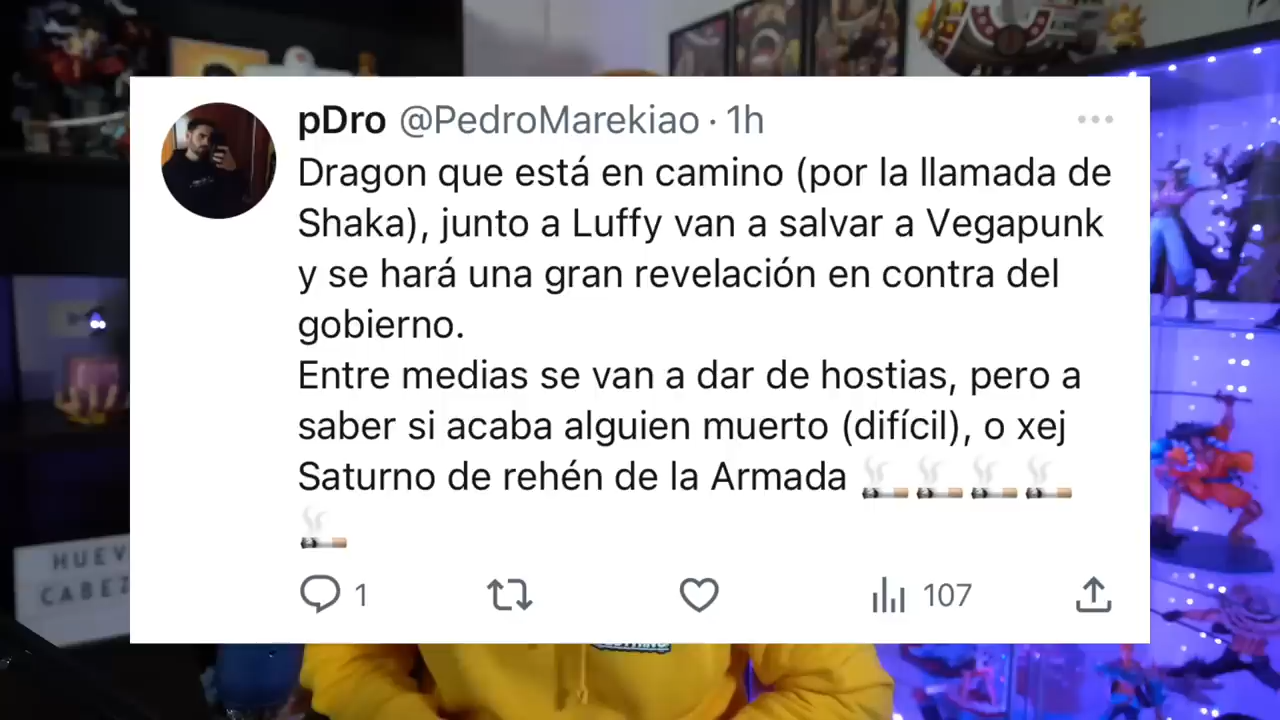 pDro @PedroMarekiao · 1h
Dragon que está en camino (por la llamada de
Shaka), junto a Luffy van a salvar a Vegapunk
y se hará una gran revelación en contra del
gobierno.
Entre medias se van a dar de hostias, pero a
saber si acaba alguien muerto (difícil), o xej
Saturno de rehén de la Armada 🚬🚬🚬🚬
🚬
1
107
HUEV
CABEZ